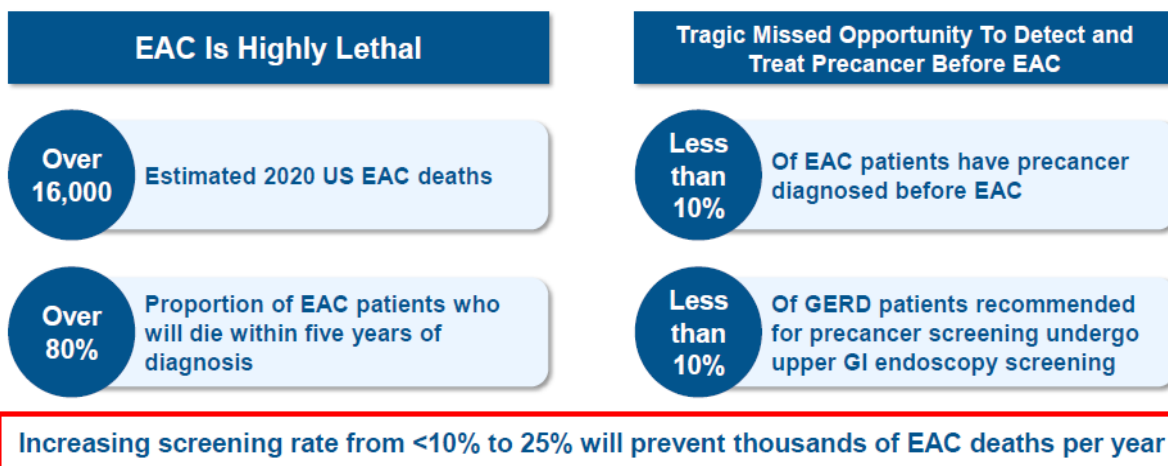 EAC Is Highly Lethal
Over
16,000
Estimated 2020 US EAC deaths
Over
80%
Proportion of EAC patients who
will die within five years of
diagnosis
Tragic Missed Opportunity To Detect and
Treat Precancer Before EAC
Less
than
10%
Of EAC patients have precancer
diagnosed before EAC
Less
than
10%
Of GERD patients recommended
for precancer screening undergo
upper GI endoscopy screening
Increasing screening rate from <10% to 25% will prevent thousands of EAC deaths per year